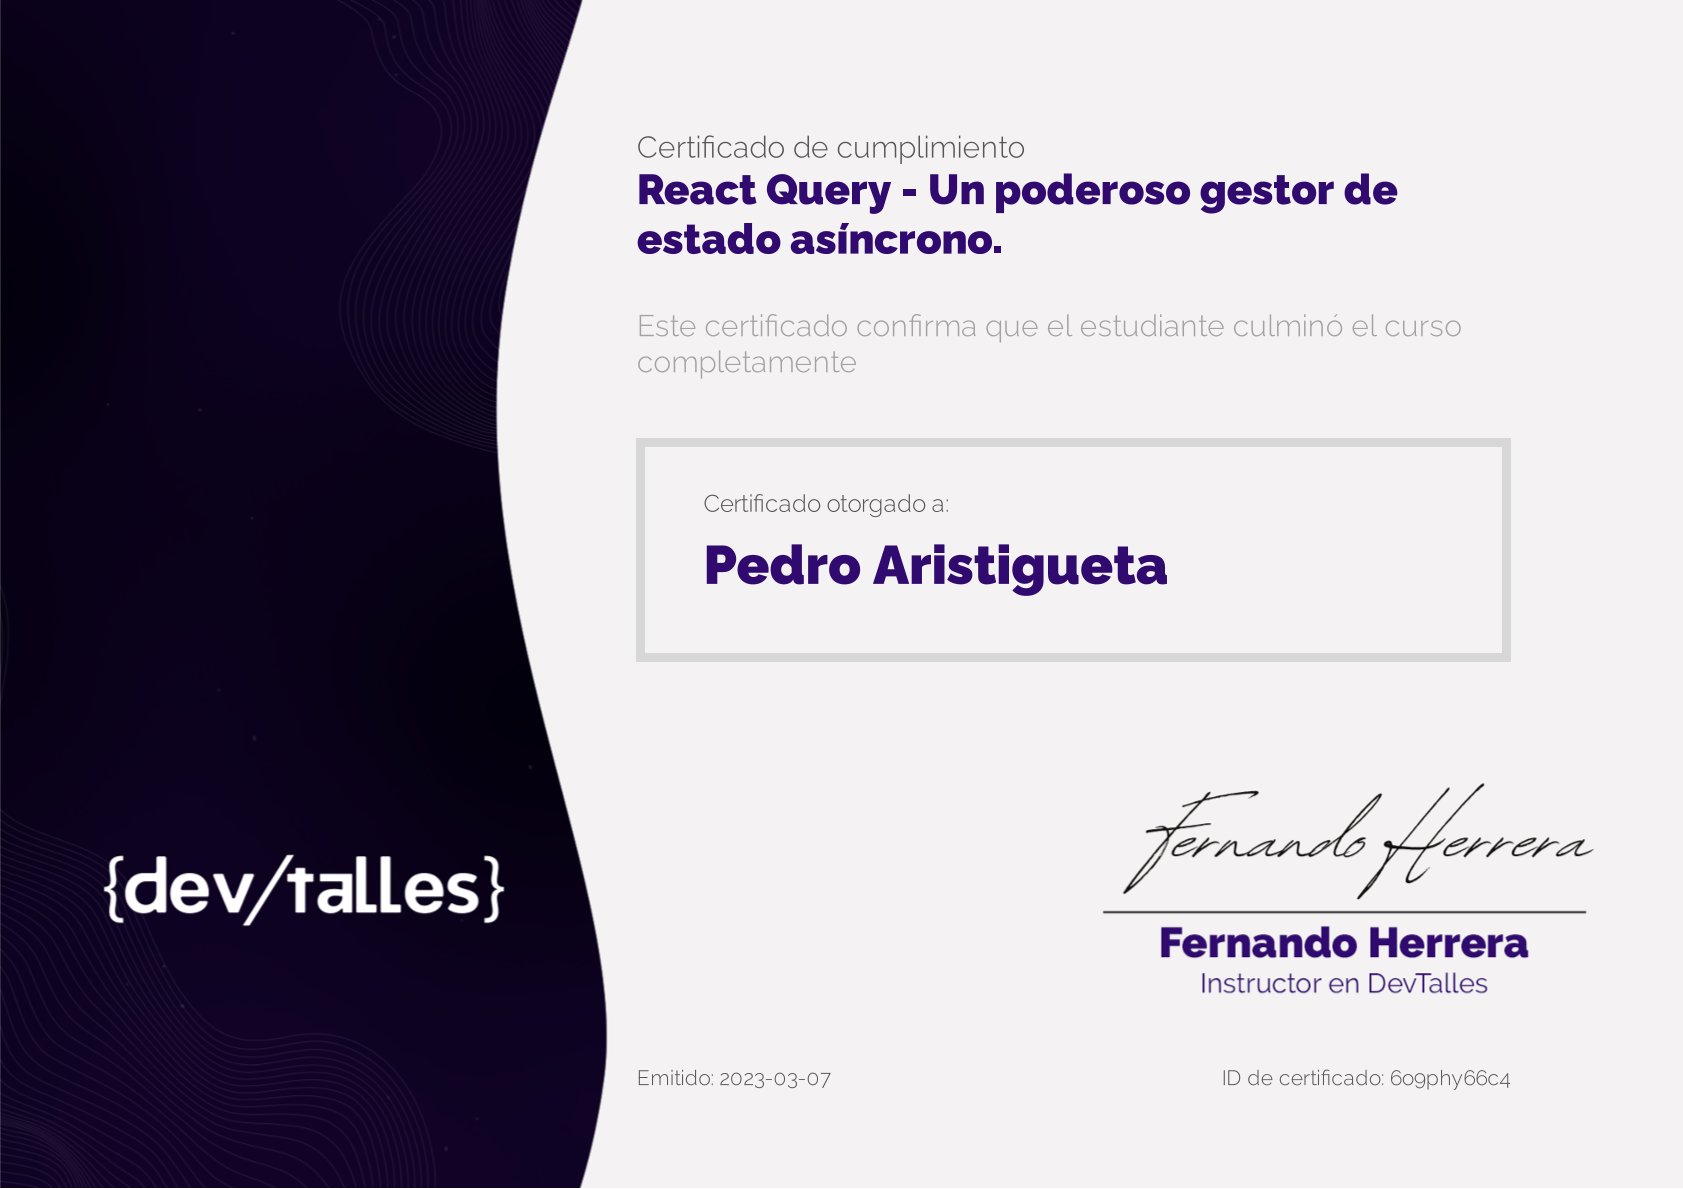 Certificado de cumplimiento
React Query - Un poderoso gestor de
estado asíncrono.
Este certificado confirma que el estudiante culminó el curso
completamente
Certificado otorgado a:
Pedro Aristigueta
{dev/talles}
Fernando Herrera
Fernando Herrera
Instructor en DevTalles
Emitido: 2023-03-07
ID de certificado: 6o9phy66c4